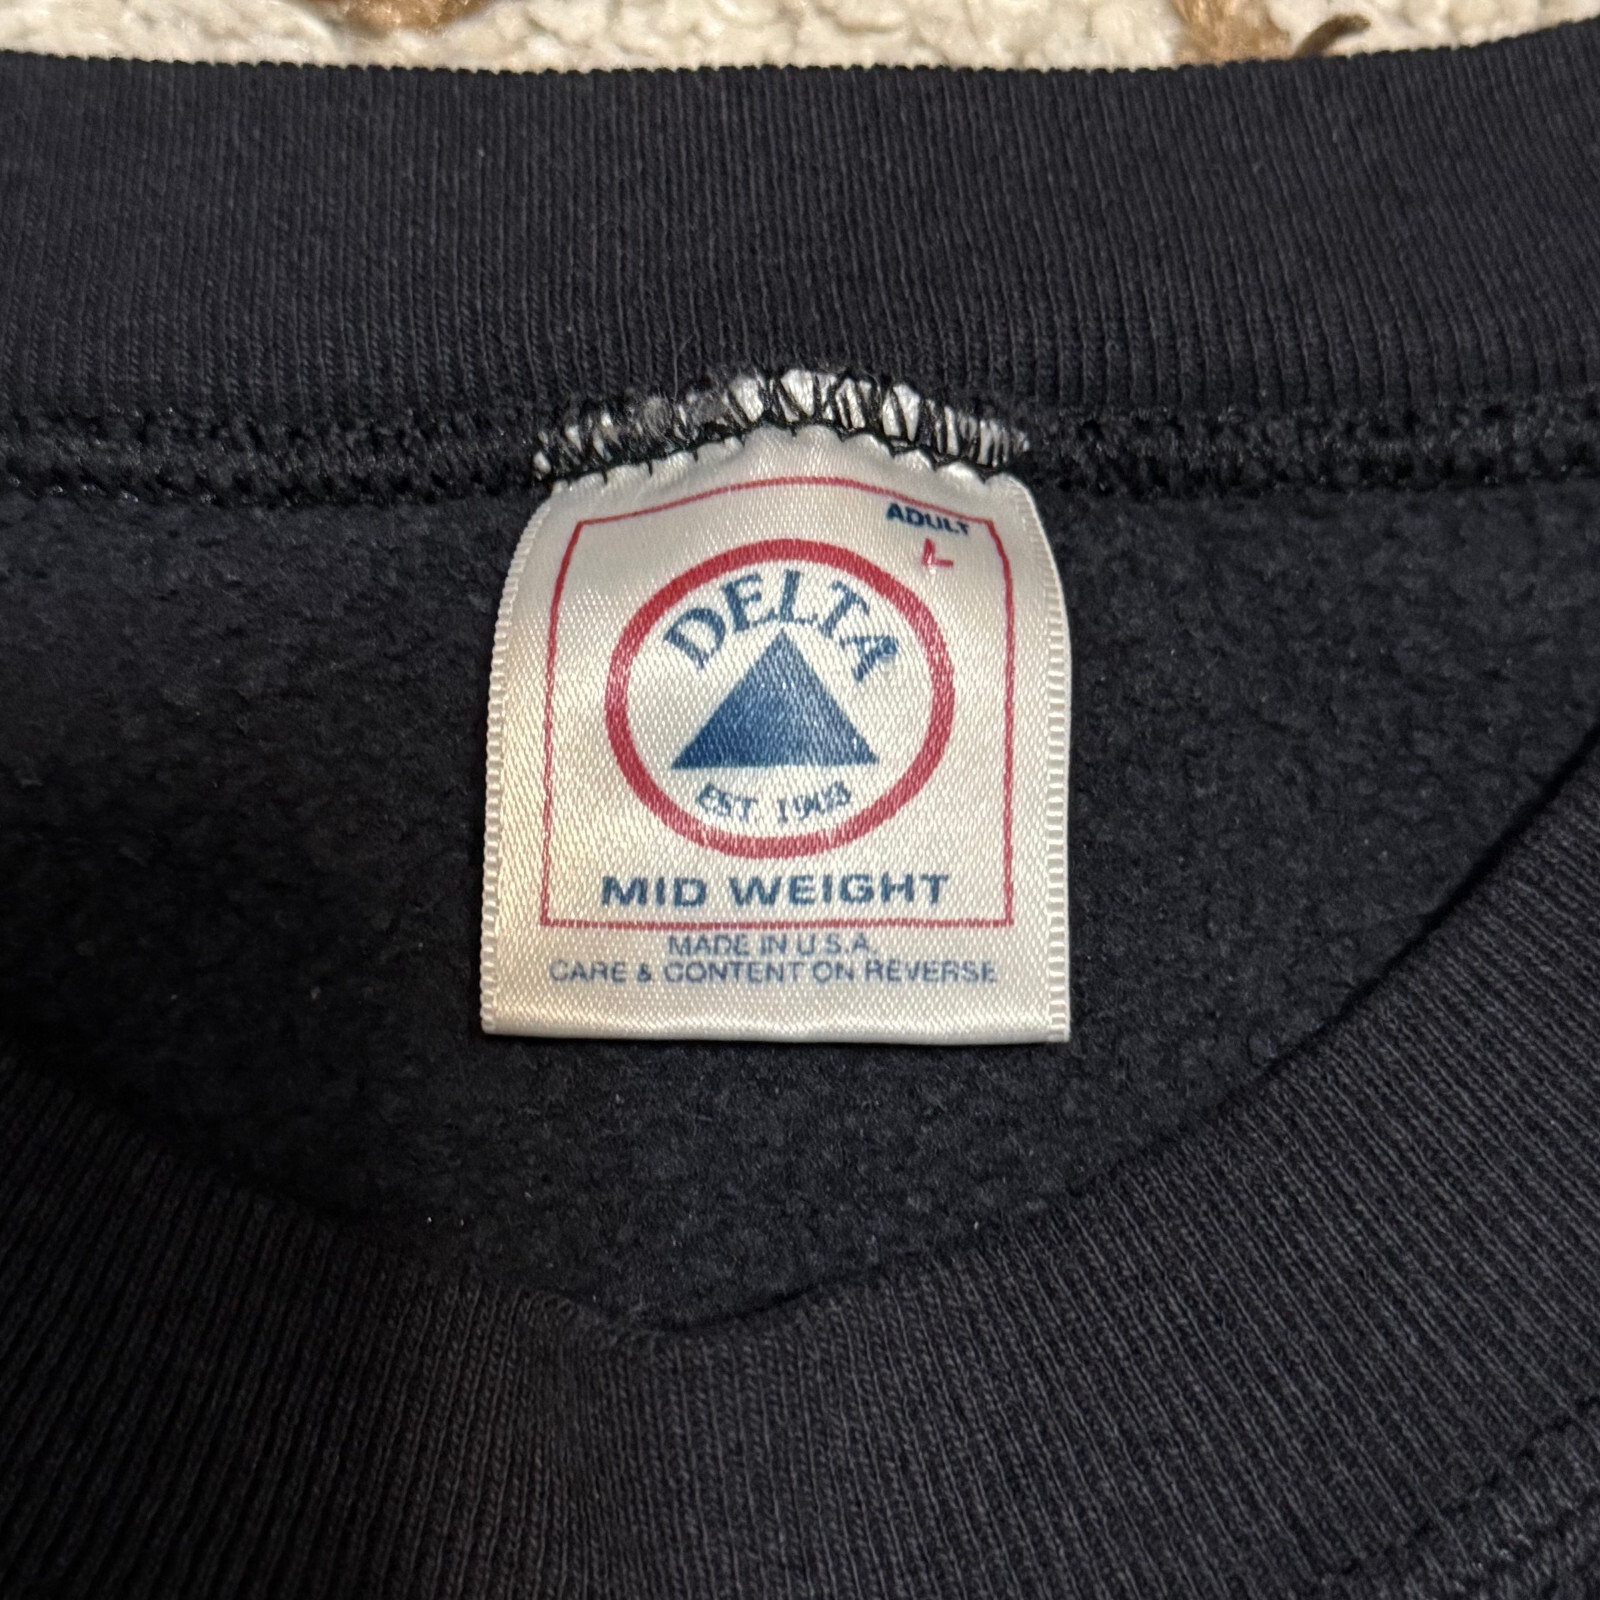 ADULT
L
DELTA
EST 1903
MID WEIGHT
MADE IN U.S.A.
CARE & CONTENT ON REVERSE